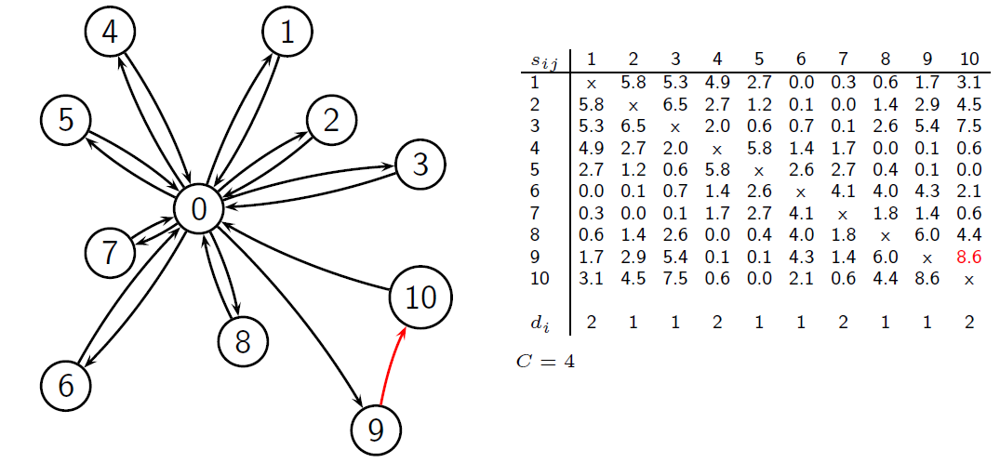 4
1
5
2
3
0
7
10
8
6
9
s_{ij} 1 2 3 4 5 6 7 8 9 10
1 x 5.8 5.3 4.9 2.7 0.0 0.3 0.6 1.7 3.1
2 5.8 x 6.5 2.7 1.2 0.1 0.0 1.4 2.9 4.5
3 5.3 6.5 x 2.0 0.6 0.7 0.1 2.6 5.4 7.5
4 4.9 2.7 2.0 x 5.8 1.4 1.7 0.0 0.1 0.6
5 2.7 1.2 0.6 5.8 x 2.6 2.7 0.4 0.1 0.0
6 0.0 0.1 0.7 1.4 2.6 x 4.1 4.0 4.3 2.1
7 0.3 0.0 0.1 1.7 2.7 4.1 x 1.8 1.4 0.6
8 0.6 1.4 2.6 0.0 0.4 4.0 1.8 x 6.0 4.4
9 1.7 2.9 5.4 0.1 0.1 4.3 1.4 6.0 x 8.6
10 3.1 4.5 7.5 0.6 0.0 2.1 0.6 4.4 8.6 x
d_i 2 1 1 2 1 1 2 1 1 2
C = 4